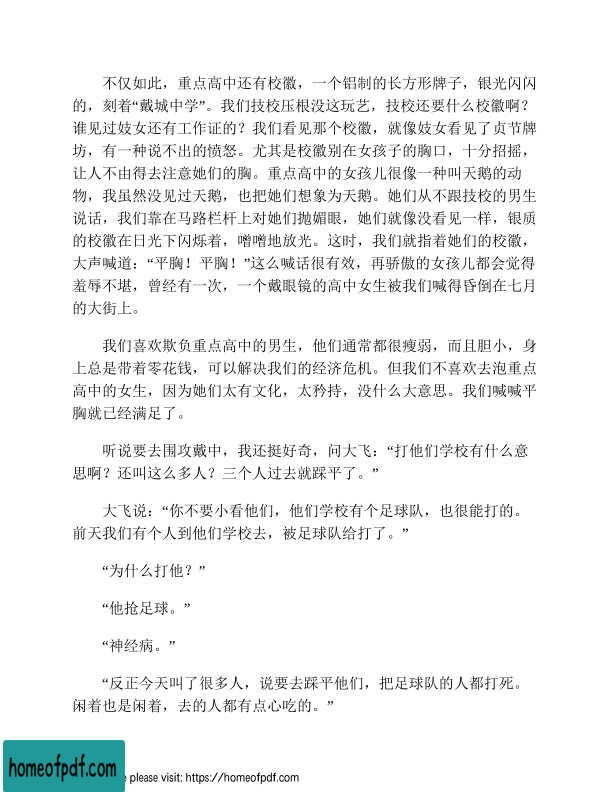 不仅如此，重点高中还有校徽，一个铝制的长方形牌子，银光闪闪
的，刻着“戴城中学”。我们技校压根没这玩艺，技校还要什么校徽啊？
谁见过妓女还有工作证的？我们看见那个校徽，就像妓女看见了贞节牌
坊，有一种说不出的愤怒。尤其是校徽别在女孩子的胸口，十分招摇，
让人不由得去注意她们的胸。重点高中的女孩儿很像一种叫天鹅的动
物，我虽然没见过天鹅，也把她们想象为天鹅。她们从不跟技校的男生
说话，我们靠在马路栏杆上对她们抛媚眼，她们就像没看见一样，银质
的校徽在日光下闪烁着，噌噌地放光。这时，我们就指着她们的校徽，
大声喊道：“平胸！平胸！”这么喊话很有效，再骄傲的女孩儿都会觉得
羞辱不堪，曾经有一次，一个戴眼镜的高中女生被我们喊得昏倒在七月
的大街上。
我们喜欢欺负重点高中的男生，他们通常都很瘦弱，而且胆小，身
上总是带着零花钱，可以解决我们的经济危机。但我们不喜欢去泡重点
高中的女生，因为她们太有文化，太矜持，没什么大意思。我们喊喊平
胸就已经满足了。
听说要去围攻戴中，我还挺好奇，问大飞：“打他们学校有什么意
思啊？还叫这么多人？三个人过去就踩平了。”
大飞说：“你不要小看他们，他们学校有个足球队，也很能打的。
前天我们有个人到他们学校去，被足球队给打了。”
“为什么打他？”
“他抢足球。”
“神经病。”
“反正今天叫了很多人，说要去踩平他们，把足球队的人都打死。
闲着也是闲着，去的人都有点心吃的。”
homeofpdf.com
e please visit: https://homeofpdf.com